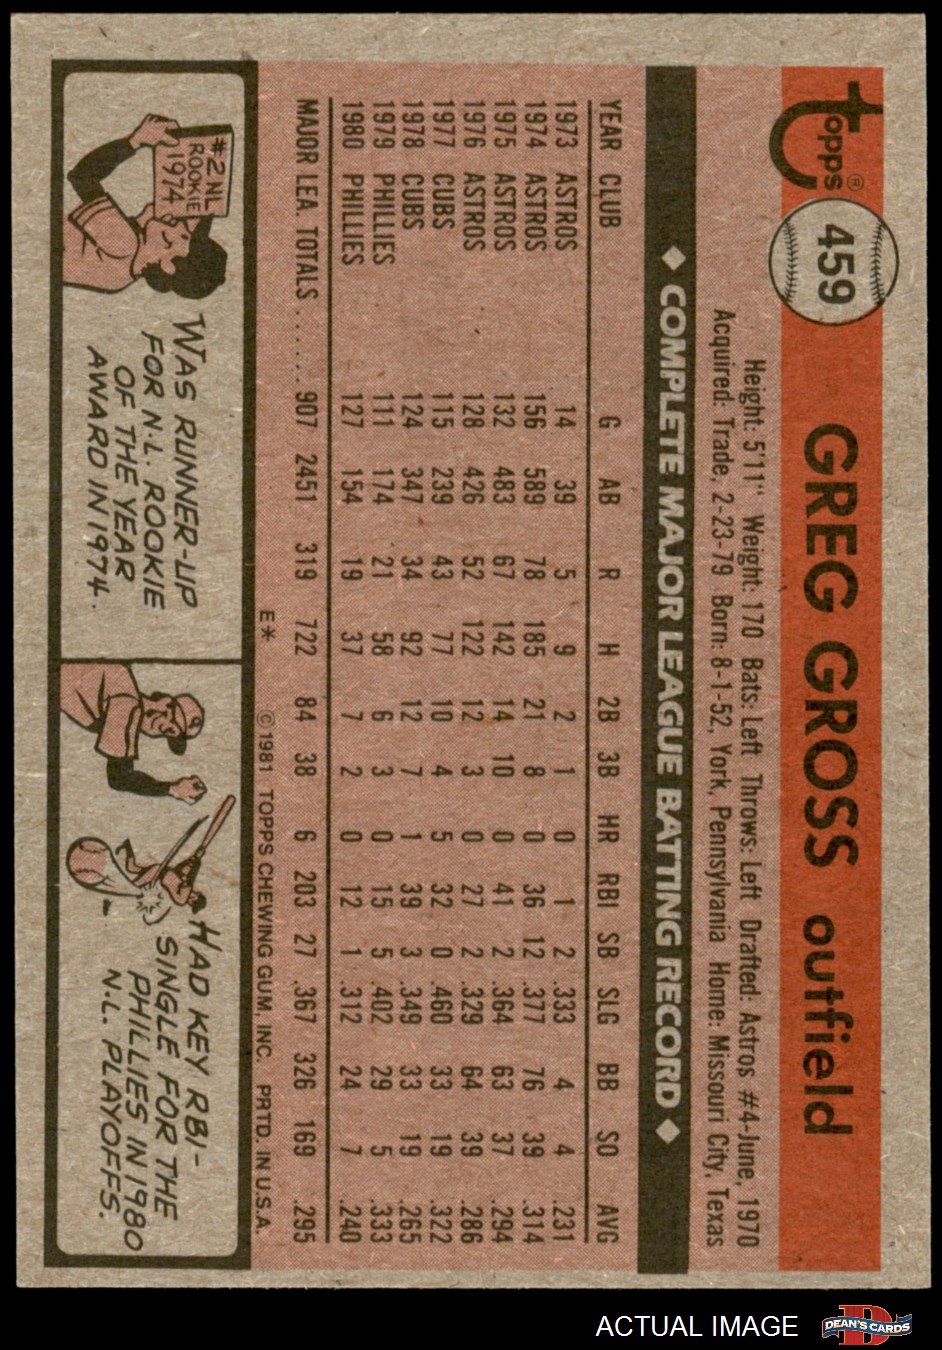 topps®
459
GREG GROSS outfield
Height: 5'11" Weight: 170 Bats: Left Throws: Left Drafted: Astros #4-June, 1970
Acquired: Trade, 2-23-79 Born: 8-1-52, York, Pennsylvania Home: Missouri City, Texas
◆ COMPLETE MAJOR LEAGUE BATTING RECORD ◆
YEAR CLUB G AB R H 2B 3B HR RBI SB SLG BB SO AVG
1973 ASTROS 14 39 5 9 2 1 0 1 2 .333 4 4 .231
1974 ASTROS 156 589 78 185 21 8 0 36 12 .377 76 39 .314
1975 ASTROS 132 483 67 142 14 10 0 41 2 .364 63 37 .294
1976 ASTROS 128 426 52 122 12 3 0 27 2 .329 64 39 .286
1977 CUBS 115 239 43 77 10 4 5 32 0 .460 33 19 .322
1978 CUBS 124 347 34 92 12 7 1 39 3 .349 33 19 .265
1979 PHILLIES 111 174 21 58 6 3 0 15 5 .402 29 5 .333
1980 PHILLIES 127 154 19 37 7 2 0 12 1 .312 24 7 .240
MAJOR LEA. TOTALS ...... 907 2451 319 722 84 38 6 203 27 .367 326 169 .295
E* ©1981 TOPPS CHEWING GUM, INC. PRTD. IN U.S.A.
#2 NL
ROOKIE
1974
WAS RUNNER-UP
FOR N.L. ROOKIE
OF THE YEAR
AWARD IN 1974.
HAD KEY RBI-
SINGLE FOR THE
PHILLIES IN 1980
N.L. PLAYOFFS.
ACTUAL IMAGE
DEAN'S CARDS